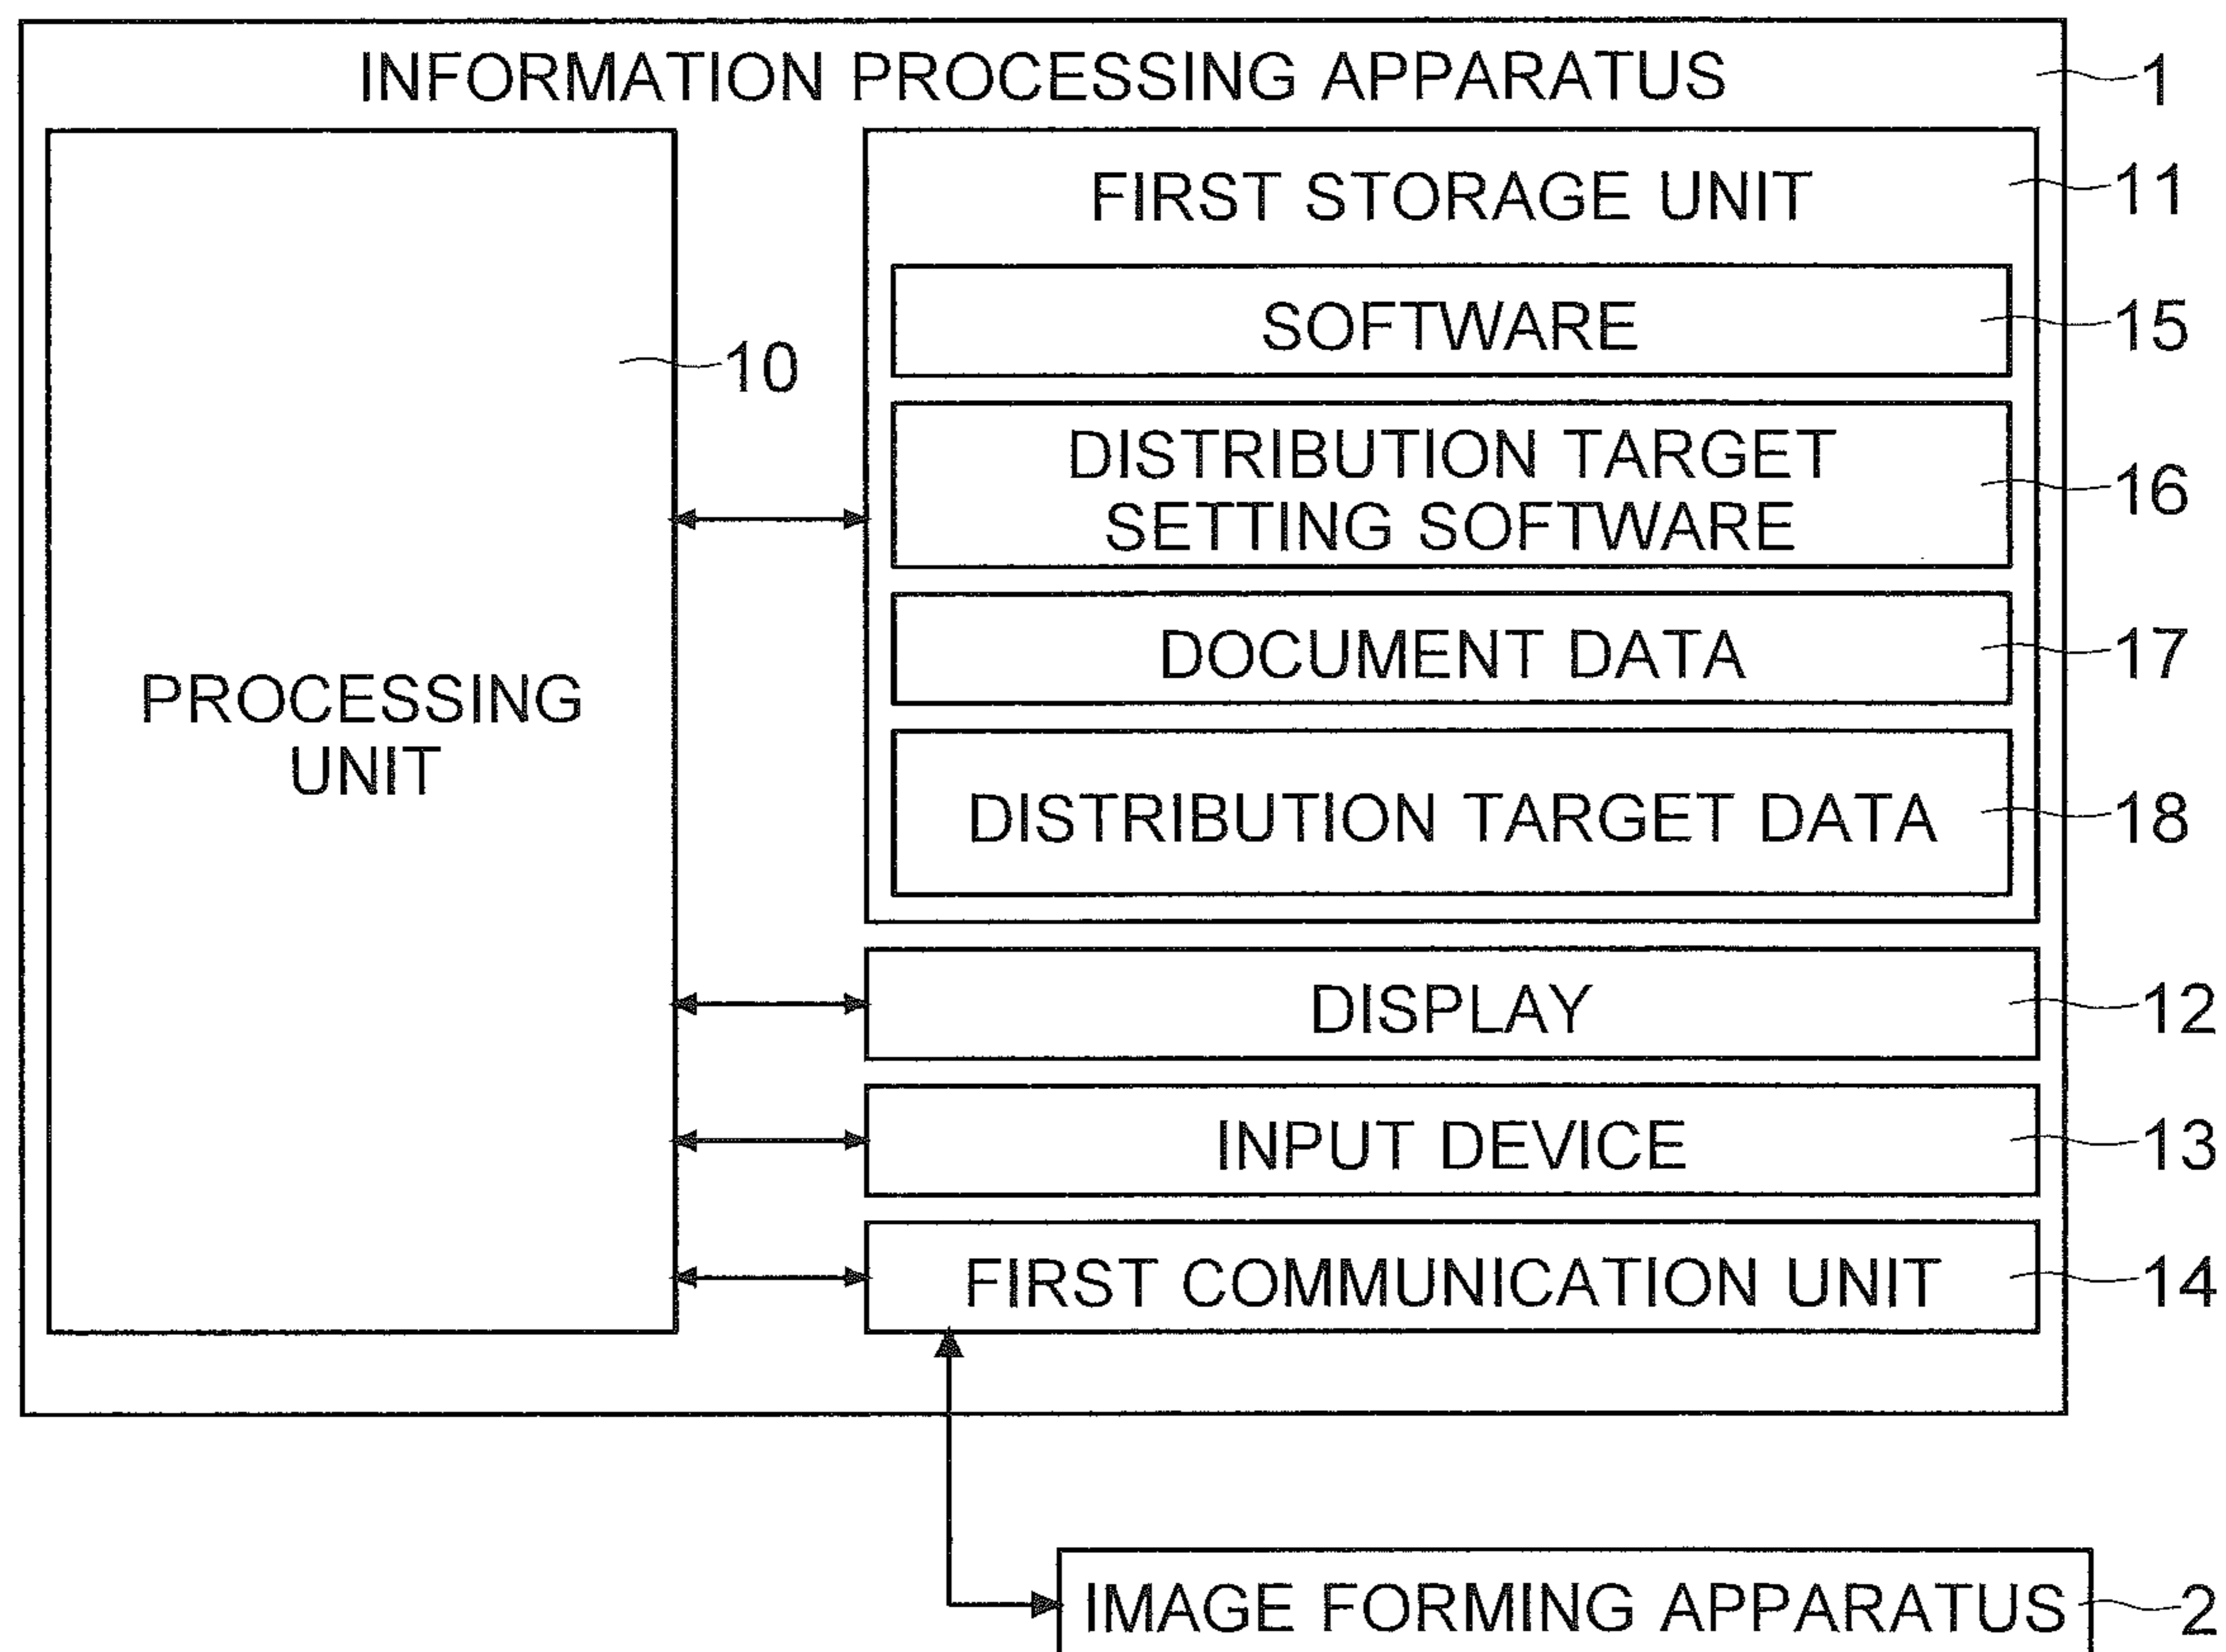 INFORMATION PROCESSING APPARATUS 1
FIRST STORAGE UNIT 11
SOFTWARE 15
10
DISTRIBUTION TARGET
SETTING SOFTWARE 16
DOCUMENT DATA 17
PROCESSING
UNIT
DISTRIBUTION TARGET DATA 18
DISPLAY 12
INPUT DEVICE 13
FIRST COMMUNICATION UNIT 14
IMAGE FORMING APPARATUS 2